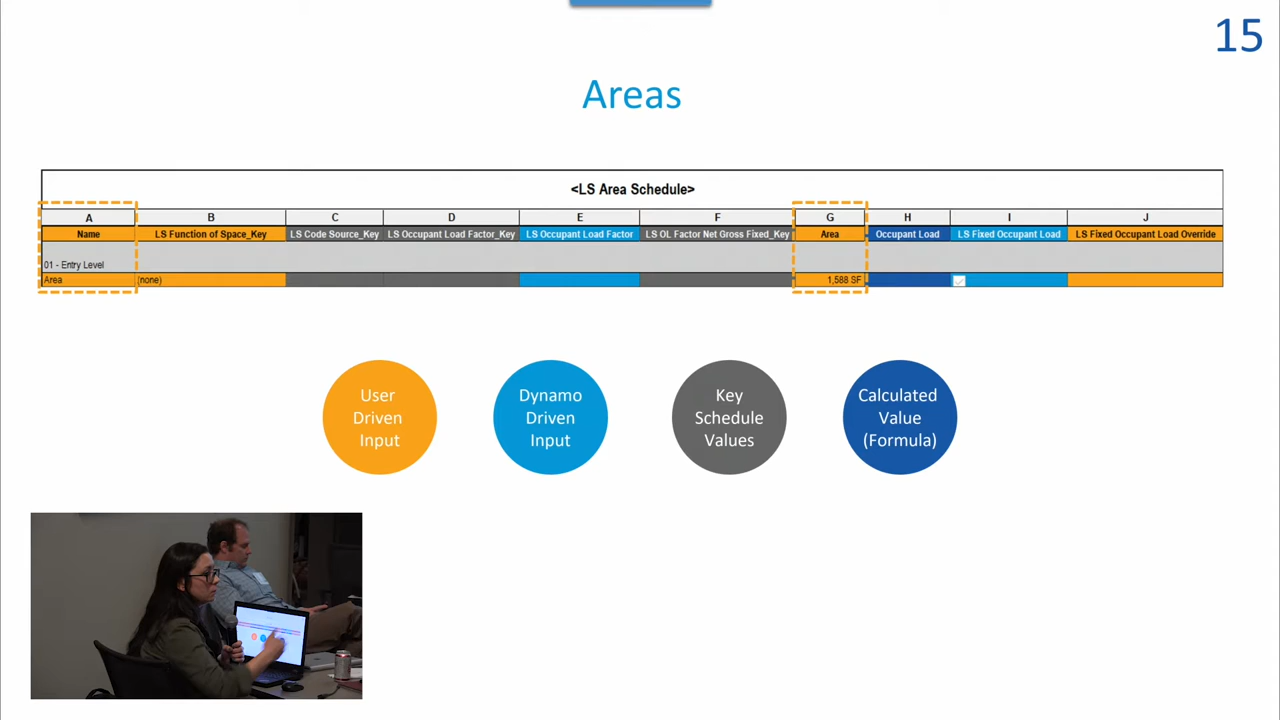 15
Areas
<LS Area Schedule>
A B C D E F G H I J
Name LS Function of Space_Key LS Code Source_Key LS Occupant Load Factor_Key LS Occupant Load Factor LS OL Factor Net Gross Fixed_Key Area Occupant Load LS Fixed Occupant Load LS Fixed Occupant Load Override
01 - Entry Level
Area (none) 1,588 SF
User
Driven
Input
Dynamo
Driven
Input
Key
Schedule
Values
Calculated
Value
(Formula)